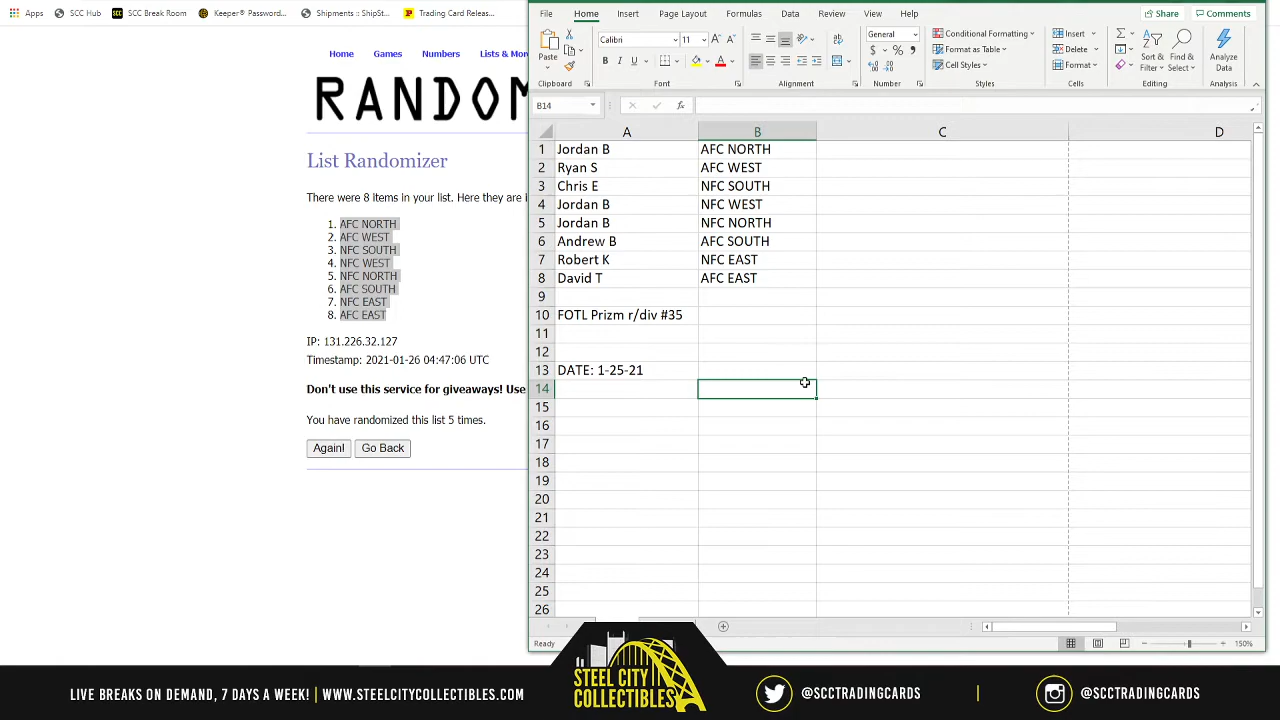 Apps SCC Hub SCC Break Room Keeper® Password... Shipments :: ShipSt... Trading Card Releas...
Home Games Numbers Lists & Mor
RANDOM
List Randomizer
There were 8 items in your list. Here they are i
1. AFC NORTH
2. AFC WEST
3. NFC SOUTH
4. NFC WEST
5. NFC NORTH
6. AFC SOUTH
7. NFC EAST
8. AFC EAST
IP: 131.226.32.127
Timestamp: 2021-01-26 04:47:06 UTC
Don't use this service for giveaways! Use
You have randomized this list 5 times.
Again! Go Back
File Home Insert Page Layout Formulas Data Review View Help Share Comments
Paste Calibri 11 General Conditional Formatting Format as Table Cell Styles Insert Delete Format Sort & Filter Find & Select Analyze Data
Clipboard Font Alignment Number Styles Cells Editing Analysis
B14 fx
A B C D
1 Jordan B AFC NORTH
2 Ryan S AFC WEST
3 Chris E NFC SOUTH
4 Jordan B NFC WEST
5 Jordan B NFC NORTH
6 Andrew B AFC SOUTH
7 Robert K NFC EAST
8 David T AFC EAST
9
10 FOTL Prizm r/div #35
11
12
13 DATE: 1-25-21
14
15
16
17
18
19
20
21
22
23
24
25
26
Ready 150%
LIVE BREAKS ON DEMAND, 7 DAYS A WEEK! | WWW.STEELCITYCOLLECTIBLES.COM
STEEL CITY
COLLECTIBLES
@SCCTRADINGCARDS | @SCCTRADINGCARDS